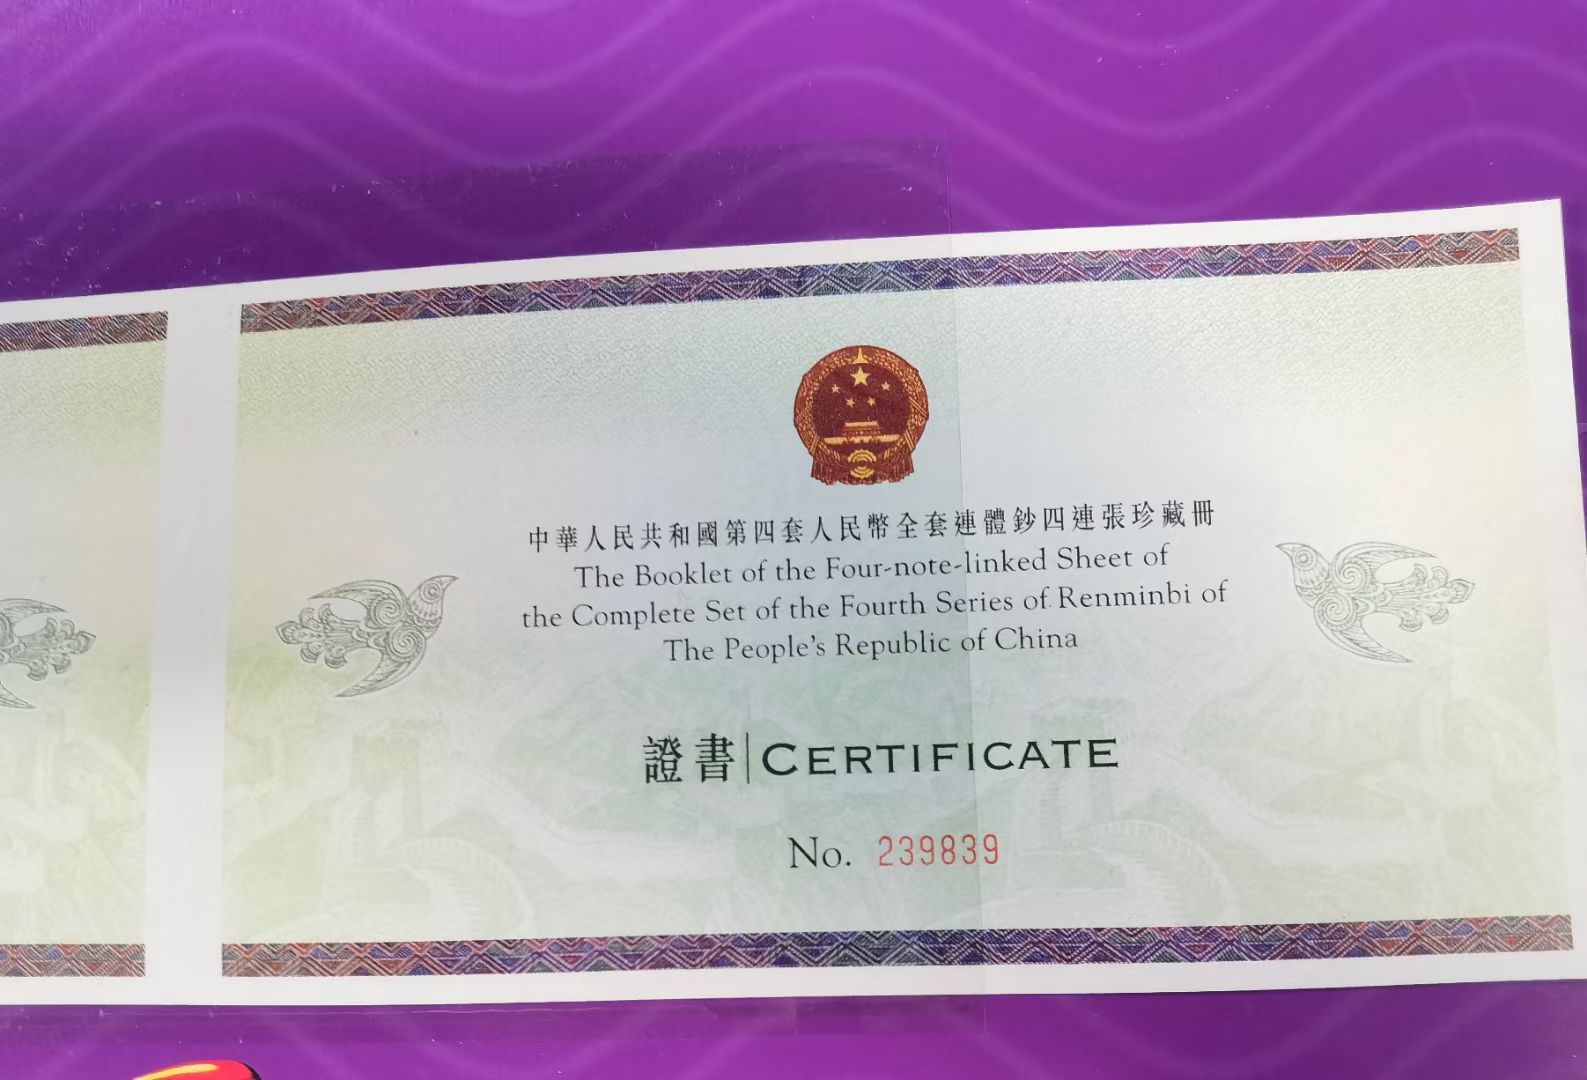 中華人民共和國第四套人民幣全套連體鈔四連張珍藏冊
The Booklet of the Four-note-linked Sheet of
the Complete Set of the Fourth Series of Renminbi of
The People's Republic of China
證書|CERTIFICATE
No. 239839